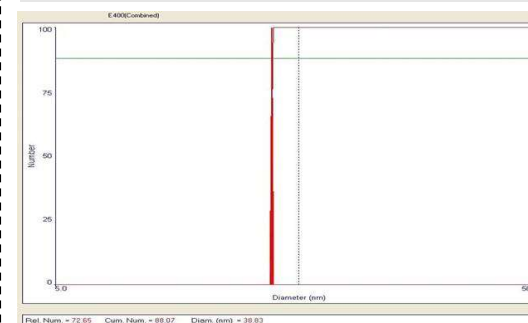 E400(Combined)
100
75
Number
50
25
0
5.0
Diameter (nm)
Rel. Num. = 72.65 Cum. Num. = 88.07 Diam. (nm) = 38.83